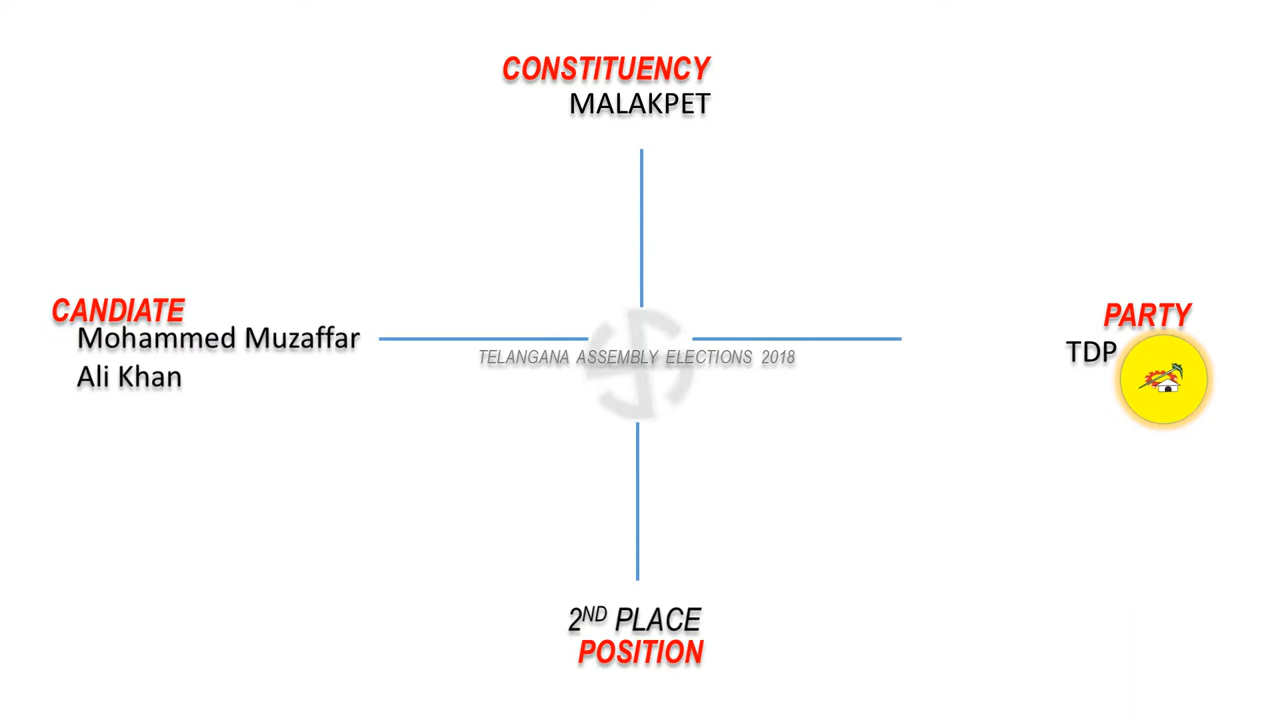 CONSTITUENCY
MALAKPET
CANDIATE
Mohammed Muzaffar
Ali Khan
TELANGANA ASSEMBLY ELECTIONS 2018
PARTY
TDP
2ND PLACE
POSITION